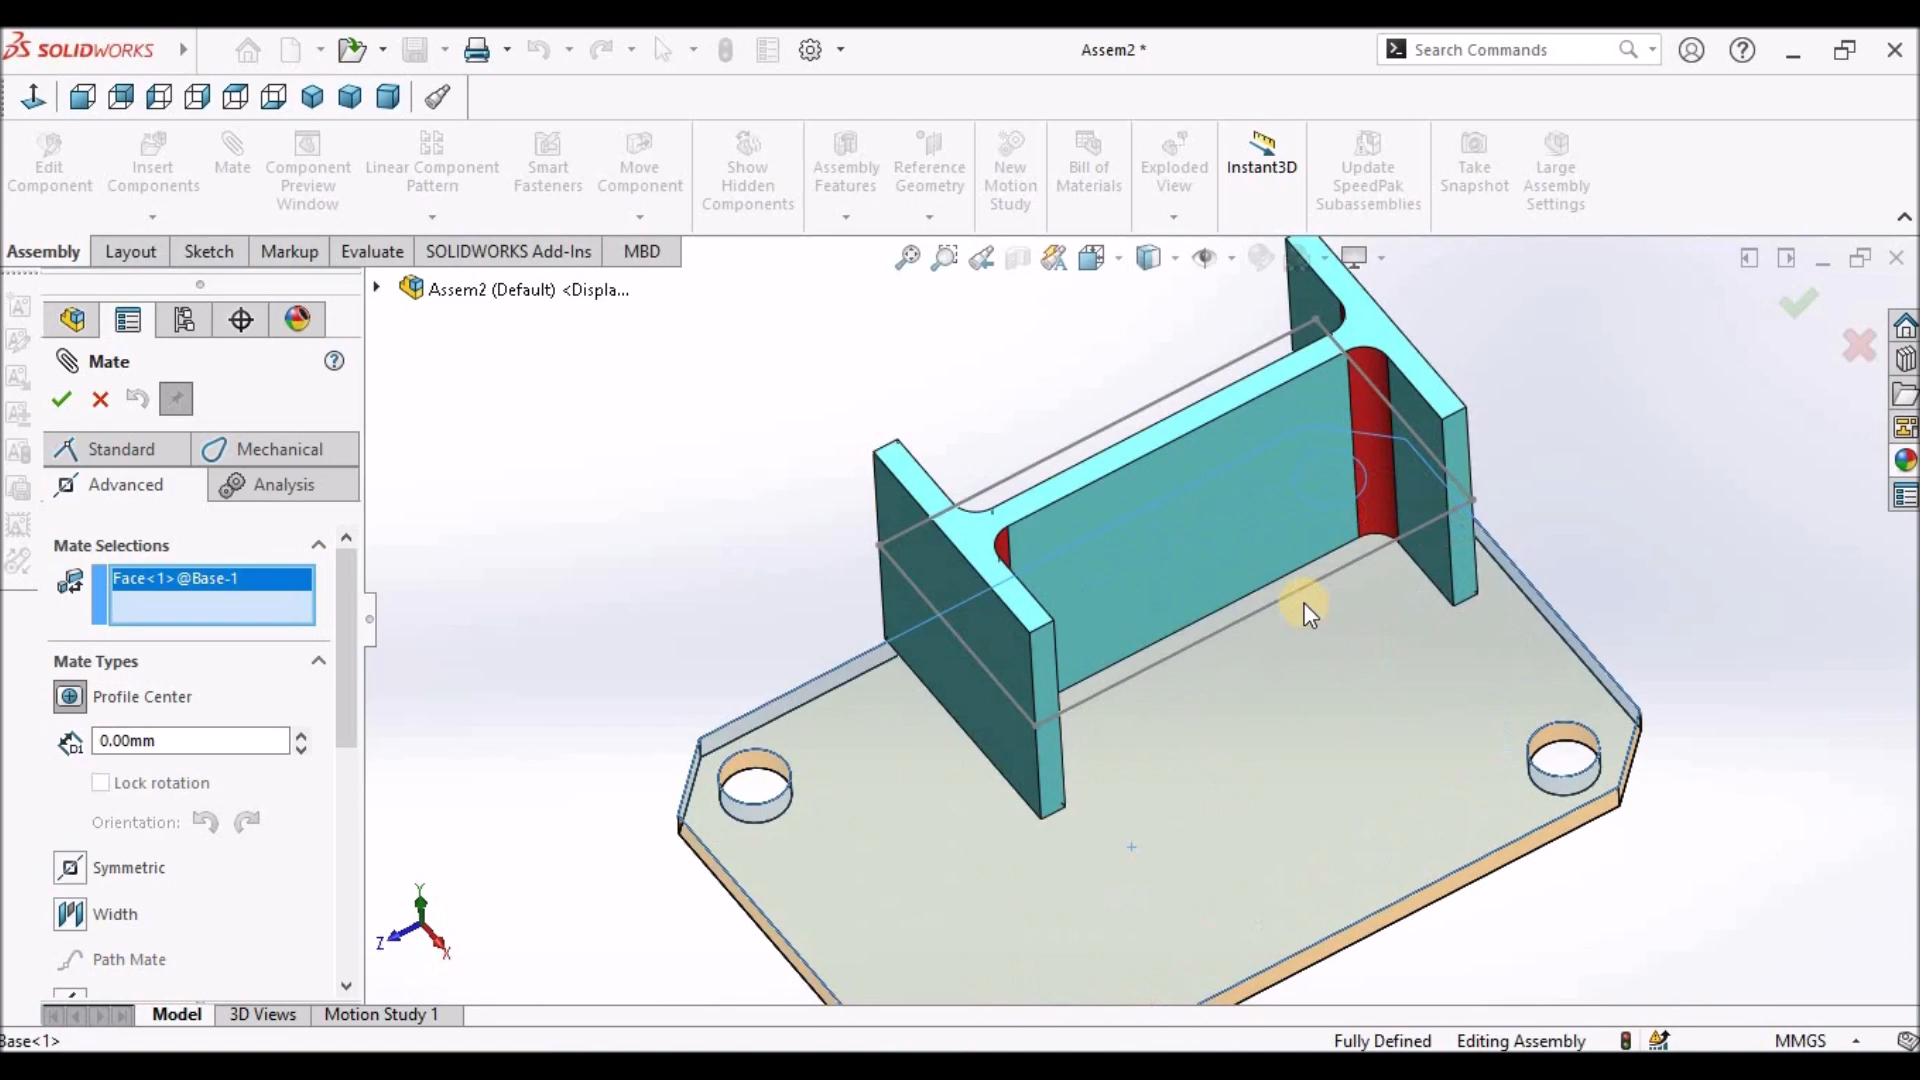 SOLIDWORKS
Assem2 *
Search Commands
Edit
Component
Insert
Components
Mate
Component
Preview
Window
Linear Component
Pattern
Smart
Fasteners
Move
Component
Show
Hidden
Components
Assembly
Features
Reference
Geometry
New
Motion
Study
Bill of
Materials
Exploded
View
Instant3D
Update
SpeedPak
Subassemblies
Take
Snapshot
Large
Assembly
Settings
Assembly
Layout
Sketch
Markup
Evaluate
SOLIDWORKS Add-Ins
MBD
Assem2 (Default) <Displa...
Mate
Standard
Mechanical
Advanced
Analysis
Mate Selections
Face<1>@Base-1
Mate Types
Profile Center
D1
0.00mm
Lock rotation
Orientation:
Symmetric
Width
Path Mate
Y
Z
X
Model
3D Views
Motion Study 1
Base<1>
Fully Defined
Editing Assembly
MMGS